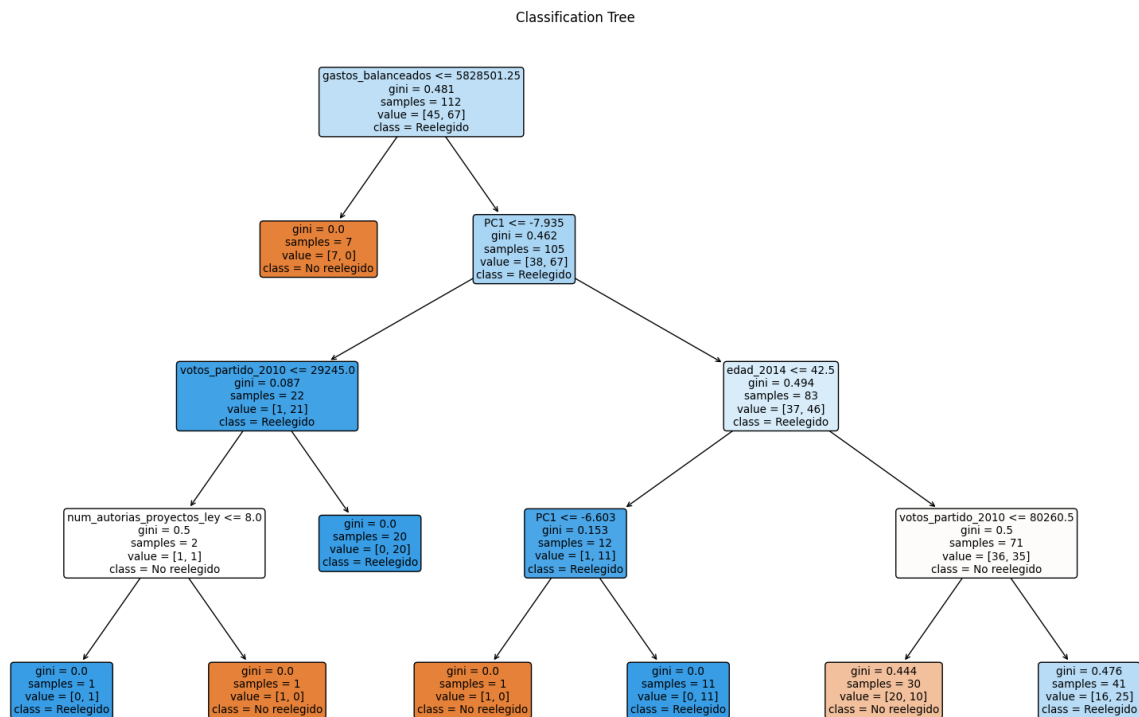 Classification Tree
gastos_balanceados <= 5828501.25
gini = 0.481
samples = 112
value = [45, 67]
class = Reelegido
gini = 0.0
samples = 7
value = [7, 0]
class = No reelegido
PC1 <= -7.935
gini = 0.462
samples = 105
value = [38, 67]
class = Reelegido
votos_partido_2010 <= 29245.0
gini = 0.087
samples = 22
value = [1, 21]
class = Reelegido
edad_2014 <= 42.5
gini = 0.494
samples = 83
value = [37, 46]
class = Reelegido
num_autorias_proyectos_ley <= 8.0
gini = 0.5
samples = 2
value = [1, 1]
class = No reelegido
gini = 0.0
samples = 20
value = [0, 20]
class = Reelegido
PC1 <= -6.603
gini = 0.153
samples = 12
value = [1, 11]
class = Reelegido
votos_partido_2010 <= 80260.5
gini = 0.5
samples = 71
value = [36, 35]
class = No reelegido
gini = 0.0
samples = 1
value = [0, 1]
class = Reelegido
gini = 0.0
samples = 1
value = [1, 0]
class = No reelegido
gini = 0.0
samples = 1
value = [1, 0]
class = No reelegido
gini = 0.0
samples = 11
value = [0, 11]
class = Reelegido
gini = 0.444
samples = 30
value = [20, 10]
class = No reelegido
gini = 0.476
samples = 41
value = [16, 25]
class = Reelegido